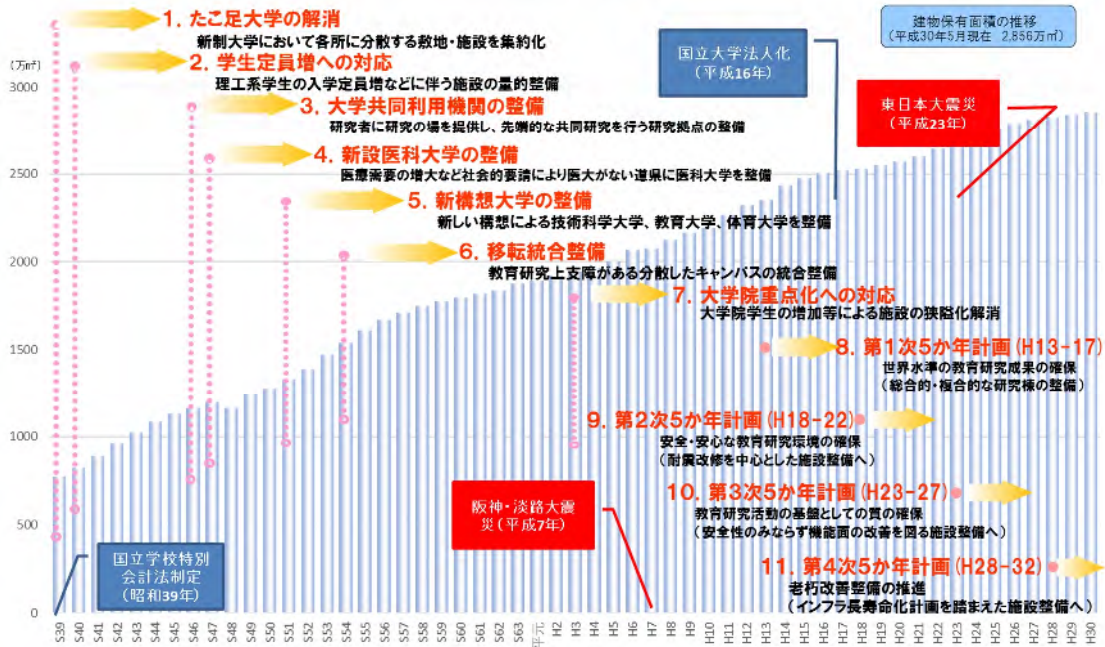 建物保有面積の推移
(平成30年5月現在 2,856万㎡)
(万㎡)
3000
2500
2000
1500
1000
500
0
1. たこ足大学の解消
新制大学において各所に分散する敷地・施設を集約化
2. 学生定員増への対応
理工系学生の入学定員増などに伴う施設の量的整備
3. 大学共同利用機関の整備
研究者に研究の場を提供し、先端的な共同研究を行う研究拠点の整備
4. 新設医科大学の整備
医療需要の増大など社会的要請により医大がない道県に医科大学を整備
5. 新構想大学の整備
新しい構想による技術科学大学、教育大学、体育大学を整備
6. 移転統合整備
教育研究上支障がある分散したキャンパスの統合整備
7. 大学院重点化への対応
大学院学生の増加等による施設の狭隘化解消
8. 第1次5か年計画(H13-17)
世界水準の教育研究成果の確保
(総合的・複合的な研究棟の整備)
9. 第2次5か年計画(H18-22)
安全・安心な教育研究環境の確保
(耐震改修を中心とした施設整備へ)
10. 第3次5か年計画(H23-27)
教育研究活動の基盤としての質の確保
(安全性のみならず機能面の改善を図る施設整備へ)
11. 第4次5か年計画(H28-32)
老朽改善整備の推進
(インフラ長寿命化計画を踏まえた施設整備へ)
国立大学法人化
(平成16年)
東日本大震災
(平成23年)
阪神・淡路大震
災(平成7年)
国立学校特別
会計法制定
(昭和39年)
S39 S40 S41 S42 S43 S44 S45 S46 S47 S48 S49 S50 S51 S52 S53 S54 S55 S56 S57 S58 S59 S60 S61 S62 S63 平元 H2 H3 H4 H5 H6 H7 H8 H9 H10 H11 H12 H13 H14 H15 H16 H17 H18 H19 H20 H21 H22 H23 H24 H25 H26 H27 H28 H29 H30